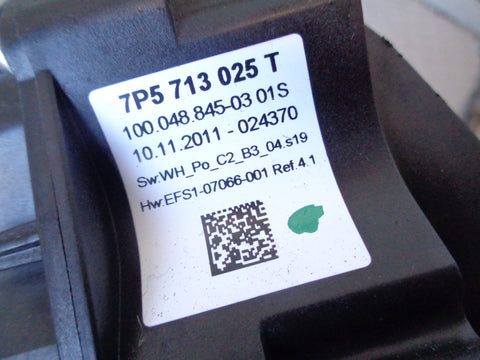 7P5 713 025 T
100.048.845-03 01S
10.11.2011 - 024370
Sw:WH_Po_C2_B3_04.s19
Hw:EFS1-07066-001 Ref.4.1